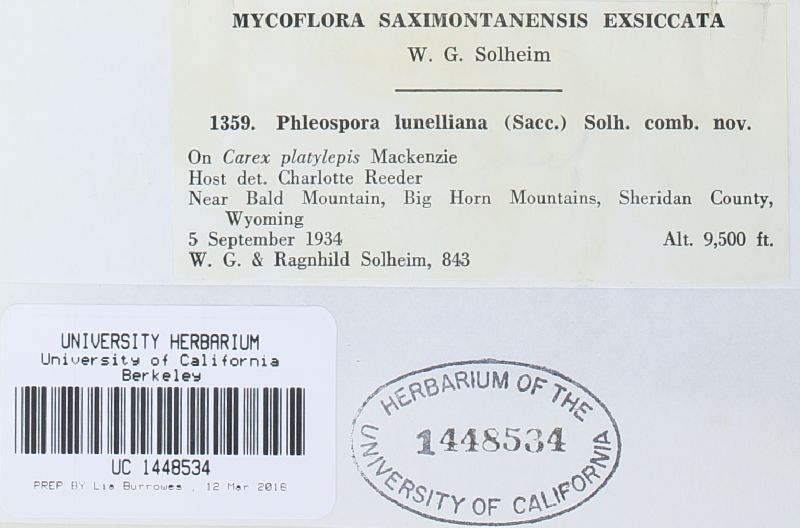 MYCOFLORA SAXIMONTANENSIS EXSICCATA
W. G. Solheim
1359. Phleospora lunelliana (Sacc.) Solh. comb. nov.
On Carex platylepis Mackenzie
Host det. Charlotte Reeder
Near Bald Mountain, Big Horn Mountains, Sheridan County,
Wyoming
5 September 1934 Alt. 9,500 ft.
W. G. & Ragnhild Solheim, 843
UNIVERSITY HERBARIUM
University of California
Berkeley
UC 1448534
PREP BY Lia Burrowes , 12 Mar 2018
HERBARIUM OF THE
1448534
UNIVERSITY OF CALIFORNIA